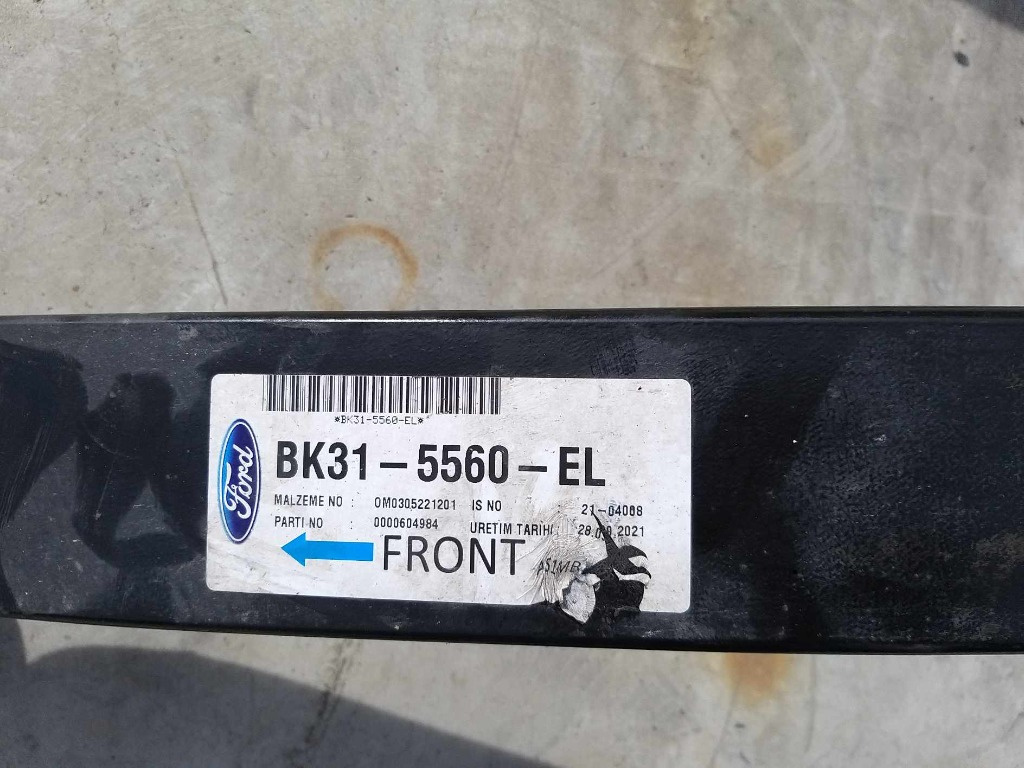 *BK31-5560-EL*
Ford
BK31-5560-EL
MALZEME NO : 0M0305221201 IS NO 21-04008
PARTI NO : 0000604984 URETIM TARIHI
FRONT